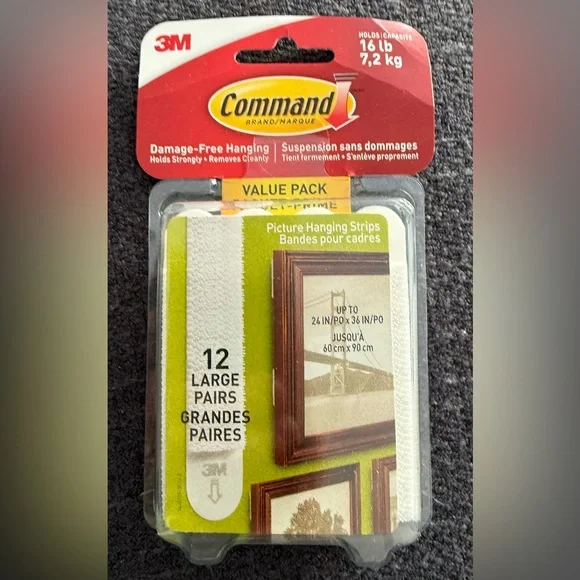 3M
HOLDS | CAPACITÉ
16 lb
7,2 kg
Command
BRAND/MARQUE
Damage-Free Hanging
Holds Strongly • Removes Cleanly
Suspension sans dommages
Tient fermement • S'enlève proprement
VALUE PACK
Picture Hanging Strips
Bandes pour cadres
UP TO
24 IN/PO x 36 IN/PO
JUSQU'À
60 cm x 90 cm
12
LARGE
PAIRS
GRANDES
PAIRES
3M